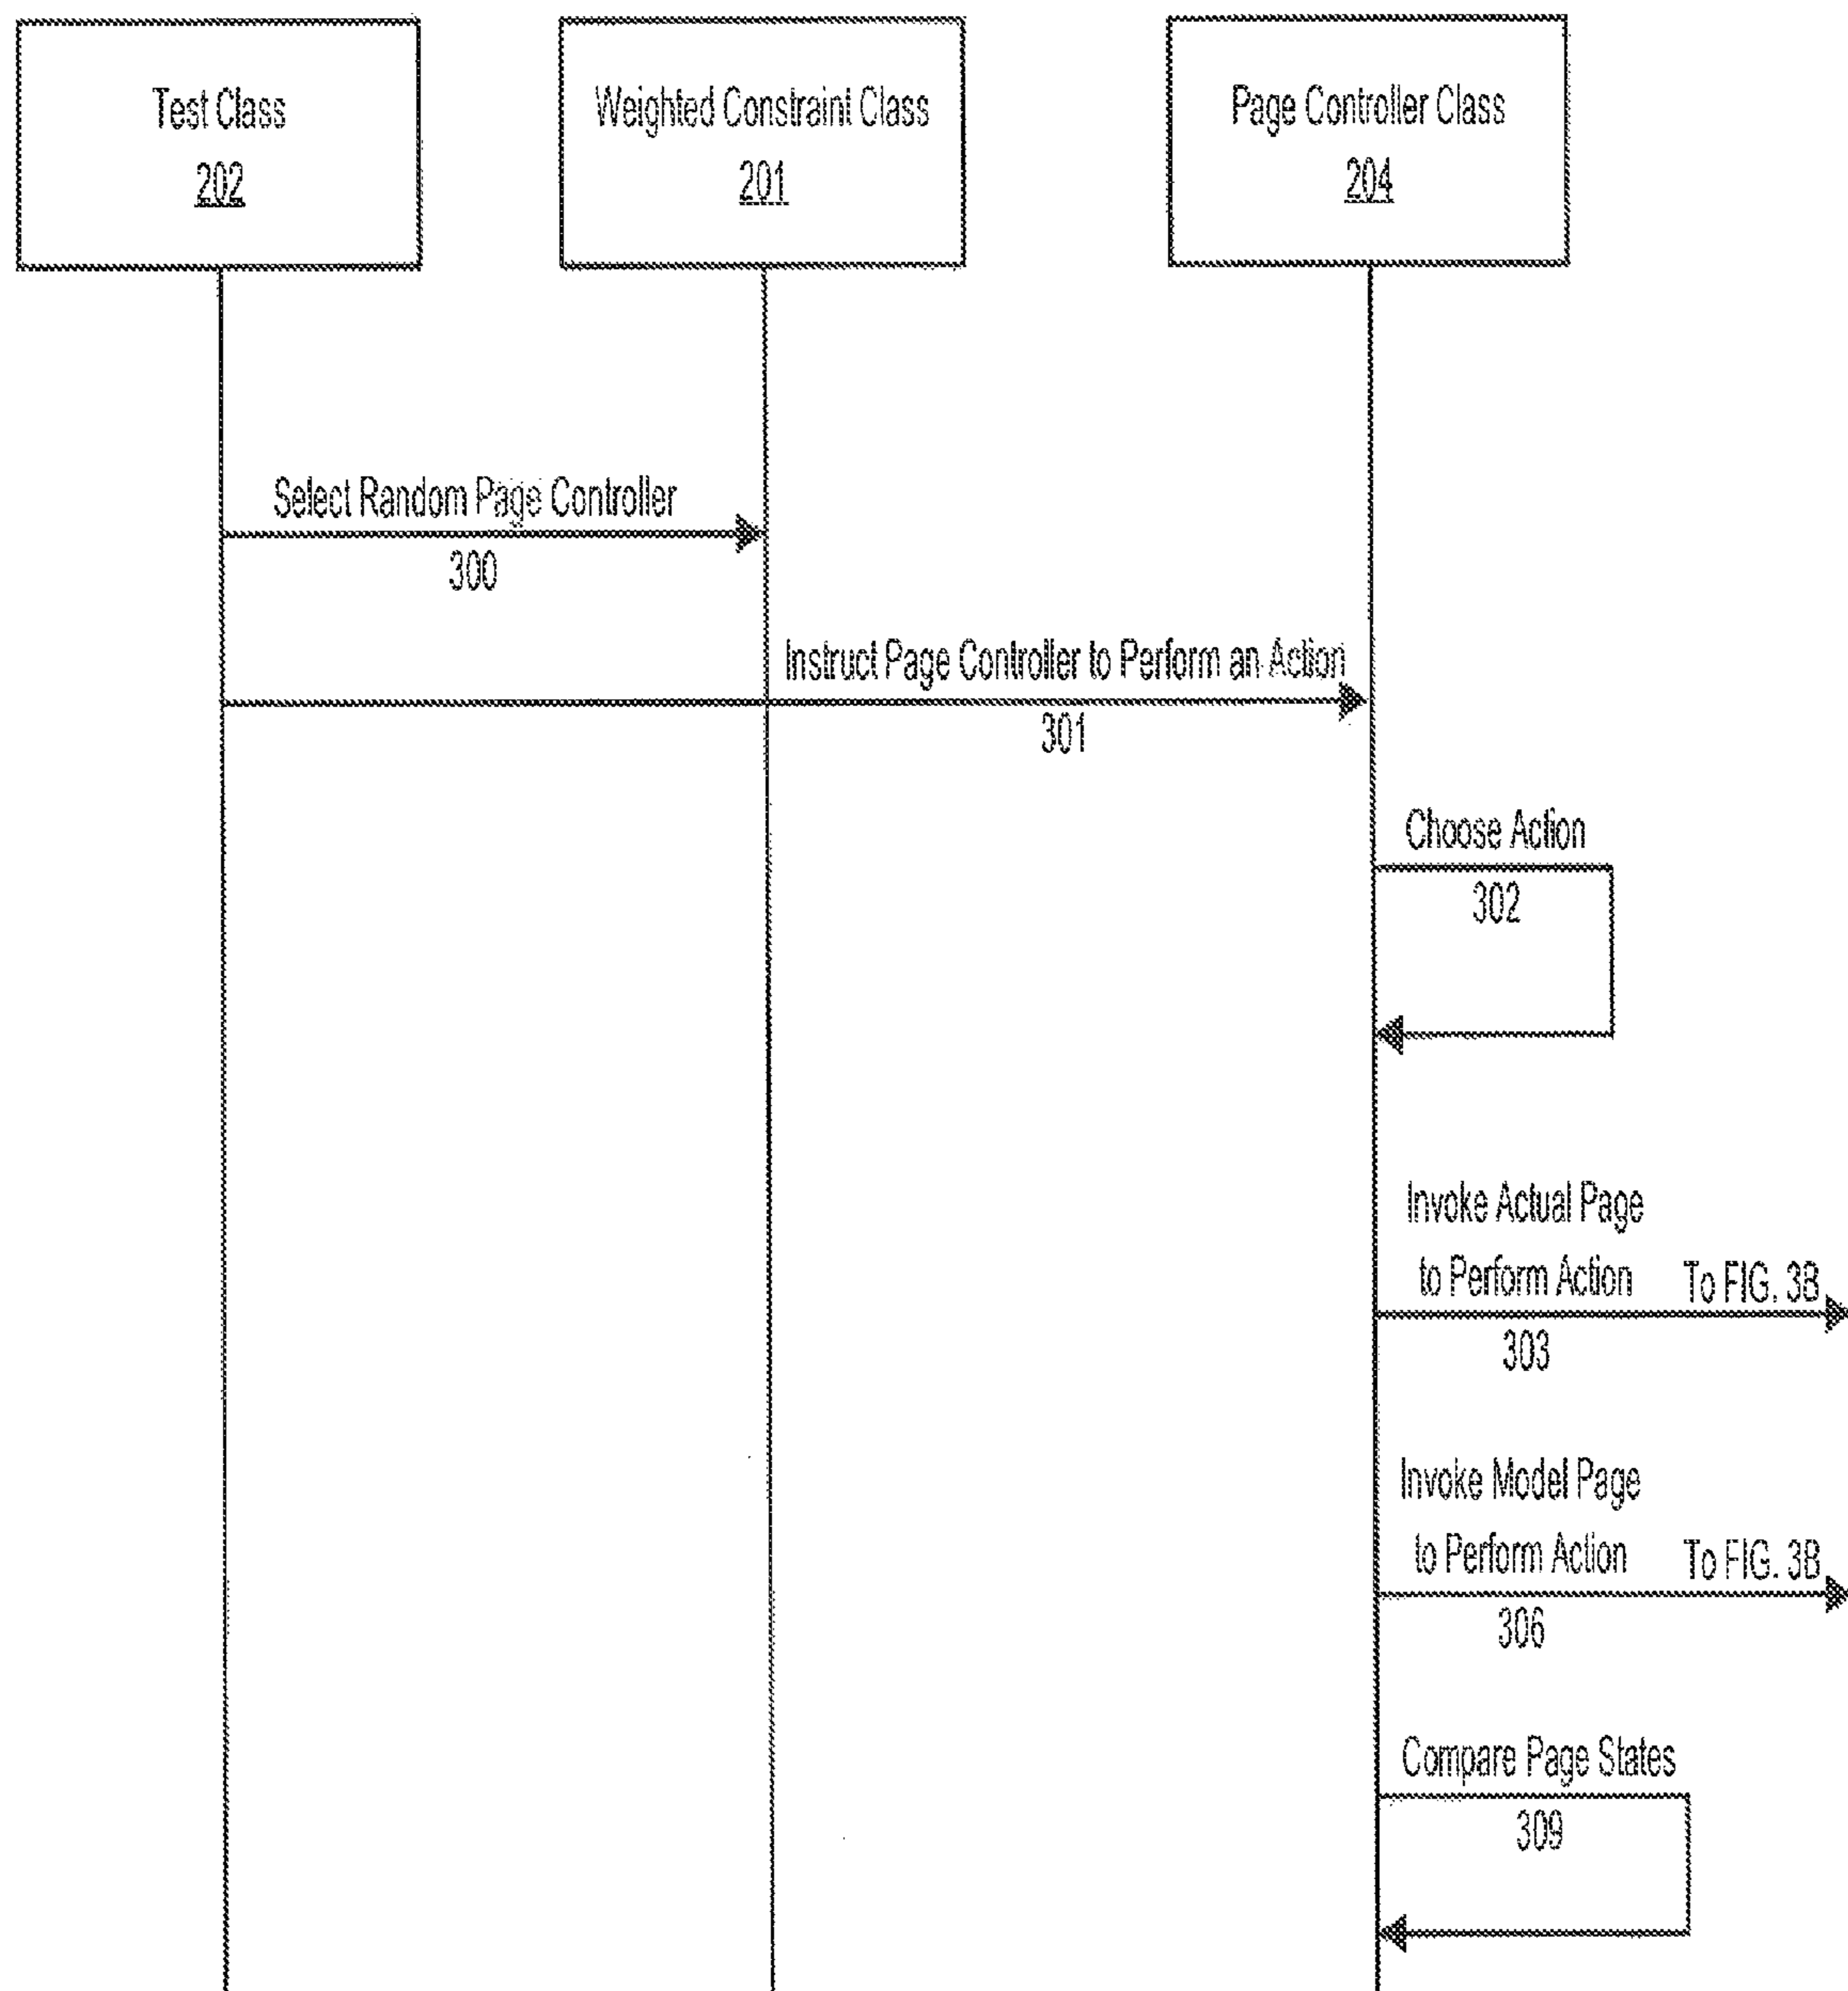 Test Class
202
Weighted Constraint Class
201
Page Controller Class
204
Select Random Page Controller
300
Instruct Page Controller to Perform an Action
301
Choose Action
302
Invoke Actual Page
to Perform Action
To FIG. 3B
303
Invoke Model Page
to Perform Action
To FIG. 3B
306
Compare Page States
309